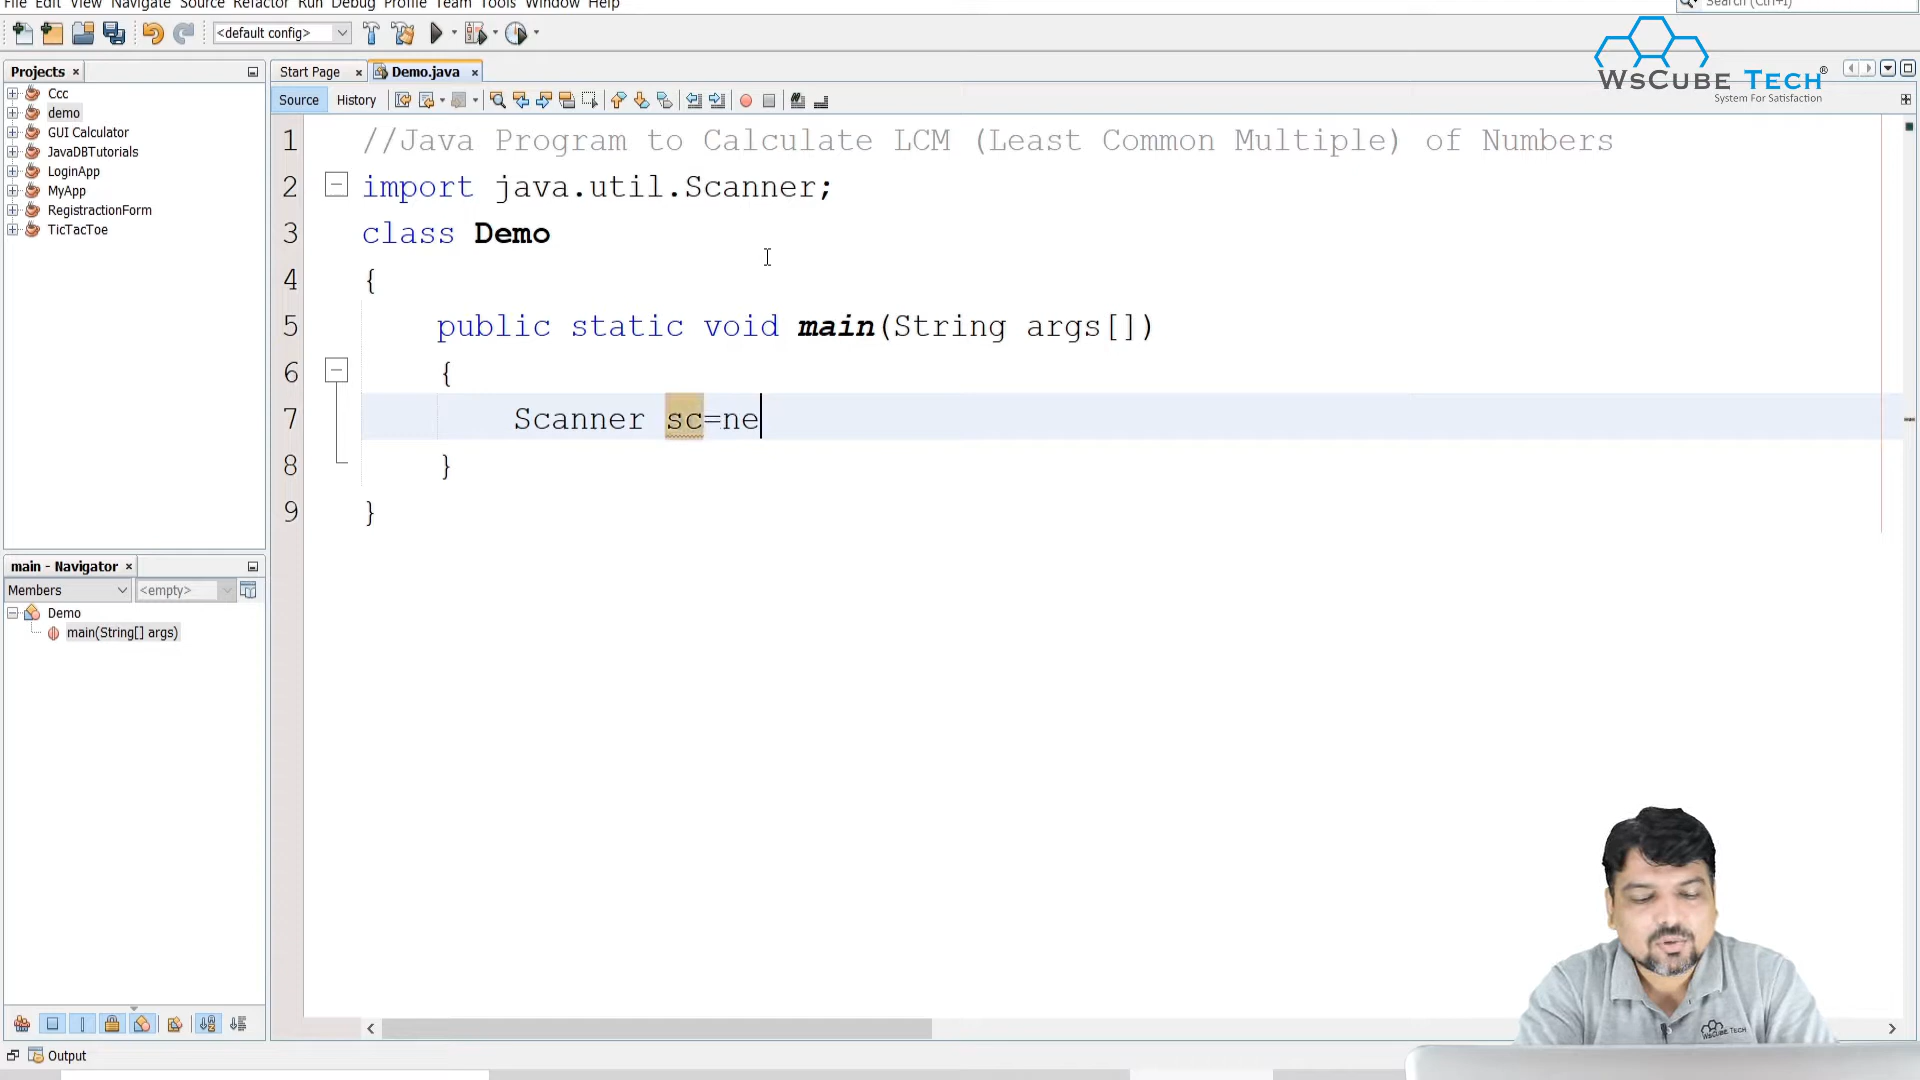 File Edit View Navigate Source Refactor Run Debug Profile Team Tools Window Help
Search (Ctrl+I)
<default config>
WsCube TECH®
System For Satisfaction
Projects ×
Start Page ×
Demo.java ×
Source
History
Ccc
demo
GUI Calculator
JavaDBTutorials
LoginApp
MyApp
RegistractionForm
TicTacToe
1 //Java Program to Calculate LCM (Least Common Multiple) of Numbers
2 import java.util.Scanner;
3 class Demo
4 {
5 public static void main(String args[])
6 {
7 Scanner sc=ne
8 }
9 }
main - Navigator ×
Members
<empty>
Demo
main(String[] args)
Output
WsCube TECH